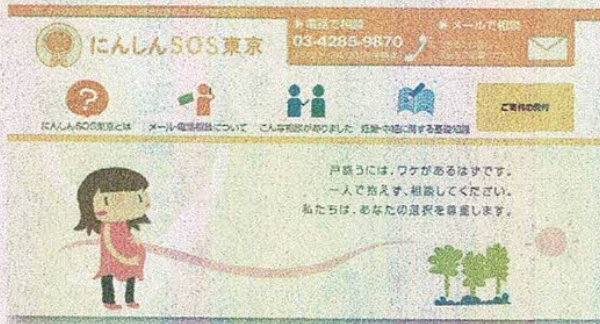 にんしんSOS東京
電話で相談
03-4285-9870
メールで相談
にんしんSOS東京とは
メール・電話相談について
こんな相談がありました
妊娠・中絶に関する基礎知識
ご寄付の受付
戸惑うには、ワケがあるはずです。
一人で抱えず、相談してください。
私たちは、あなたの選択を尊重します。